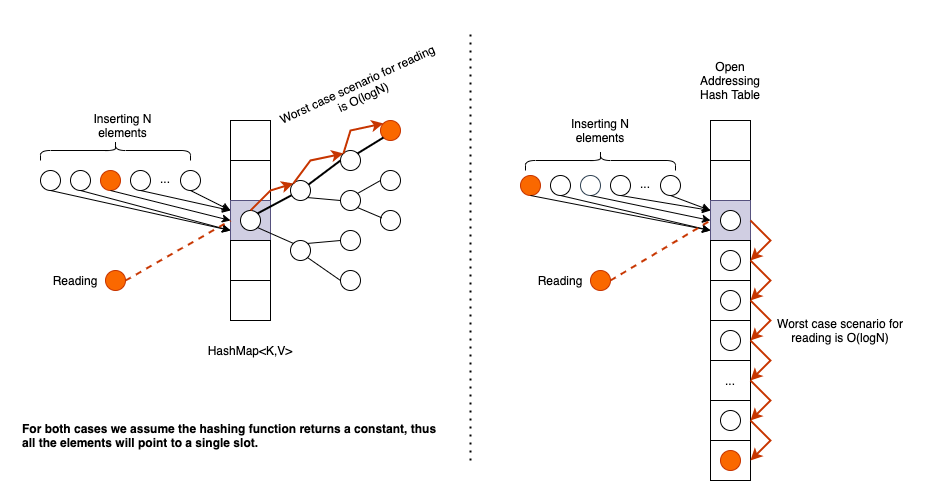 Worst case scenario for reading
is O(logN)
Inserting N
elements
...
Reading
HashMap<K,V>
For both cases we assume the hashing function returns a constant, thus
all the elements will point to a single slot.
Open
Addressing
Hash Table
Inserting N
elements
...
Reading
Worst case scenario for
reading is O(logN)
...